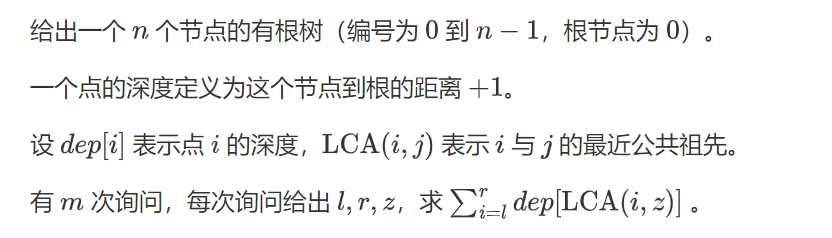 给出一个 $n$ 个节点的有根树（编号为 $0$ 到 $n-1$，根节点为 $0$）。
一个点的深度定义为这个节点到根的距离 $+1$。
设 $dep[i]$ 表示点 $i$ 的深度，$\mathrm{LCA}(i,j)$ 表示 $i$ 与 $j$ 的最近公共祖先。
有 $m$ 次询问，每次询问给出 $l,r,z$，求 $\sum_{i=l}^{r} dep[\mathrm{LCA}(i,z)]$ 。